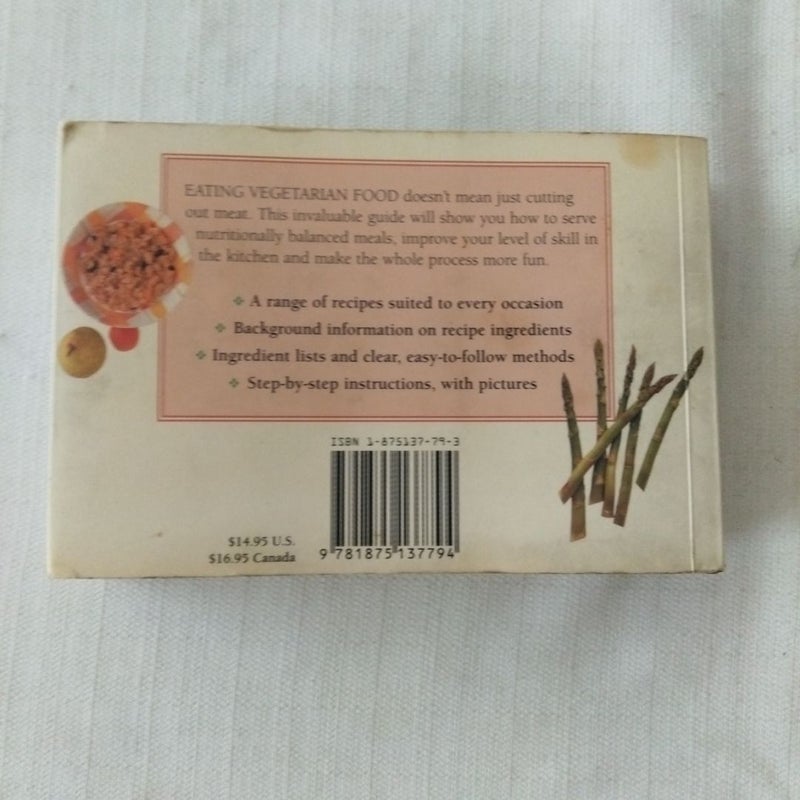 EATING VEGETARIAN FOOD doesn't mean just cutting
out meat. This invaluable guide will show you how to serve
nutritionally balanced meals, improve your level of skill in
the kitchen and make the whole process more fun.
❖ A range of recipes suited to every occasion
❖ Background information on recipe ingredients
❖ Ingredient lists and clear, easy-to-follow methods
❖ Step-by-step instructions, with pictures
ISBN 1-875137-79-3
$14.95 U.S.
$16.95 Canada
9 781875 137794